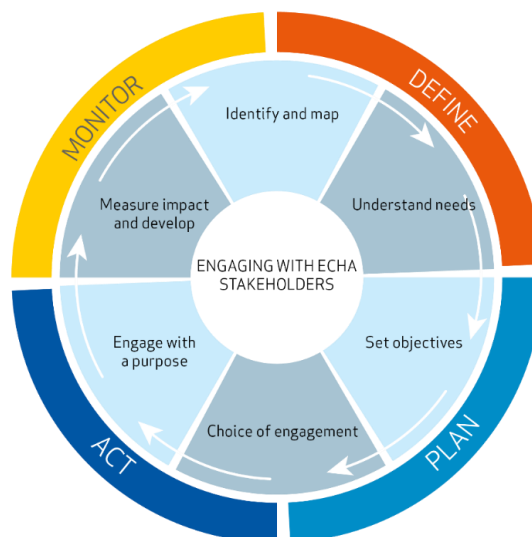 MONITOR
DEFINE
Identify and map
Measure impact
and develop
Understand needs
ENGAGING WITH ECHA
STAKEHOLDERS
Engage with
a purpose
Set objectives
Choice of engagement
ACT
PLAN